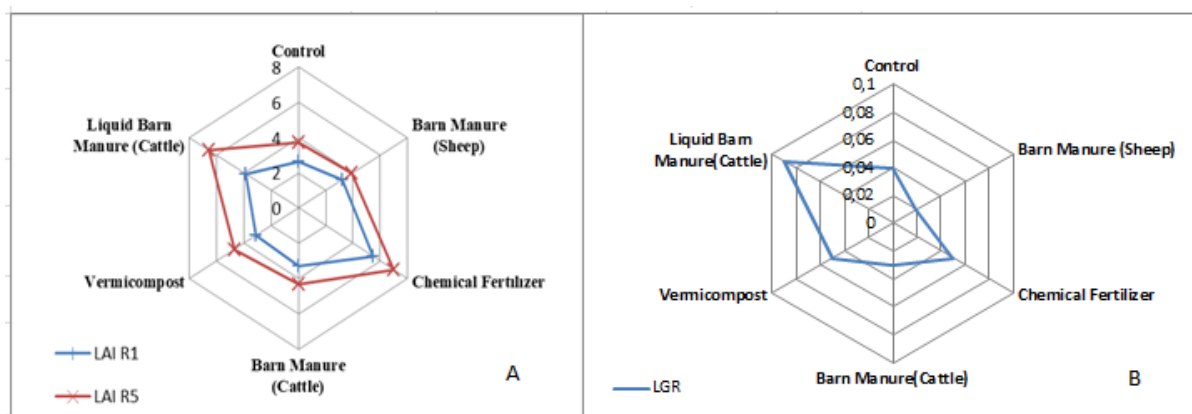 Control
8
6
4
2
0
Liquid Barn
Manure (Cattle)
Barn Manure
(Sheep)
Vermicompost
Chemical Fertılızer
Barn Manure
(Cattle)
LAI R1
LAI R5
A
Control
0,1
0,08
0,06
0,04
0,02
0
Liquid Barn
Manure(Cattle)
Barn Manure (Sheep)
Vermicompost
Chemical Fertilizer
Barn Manure(Cattle)
LGR
B